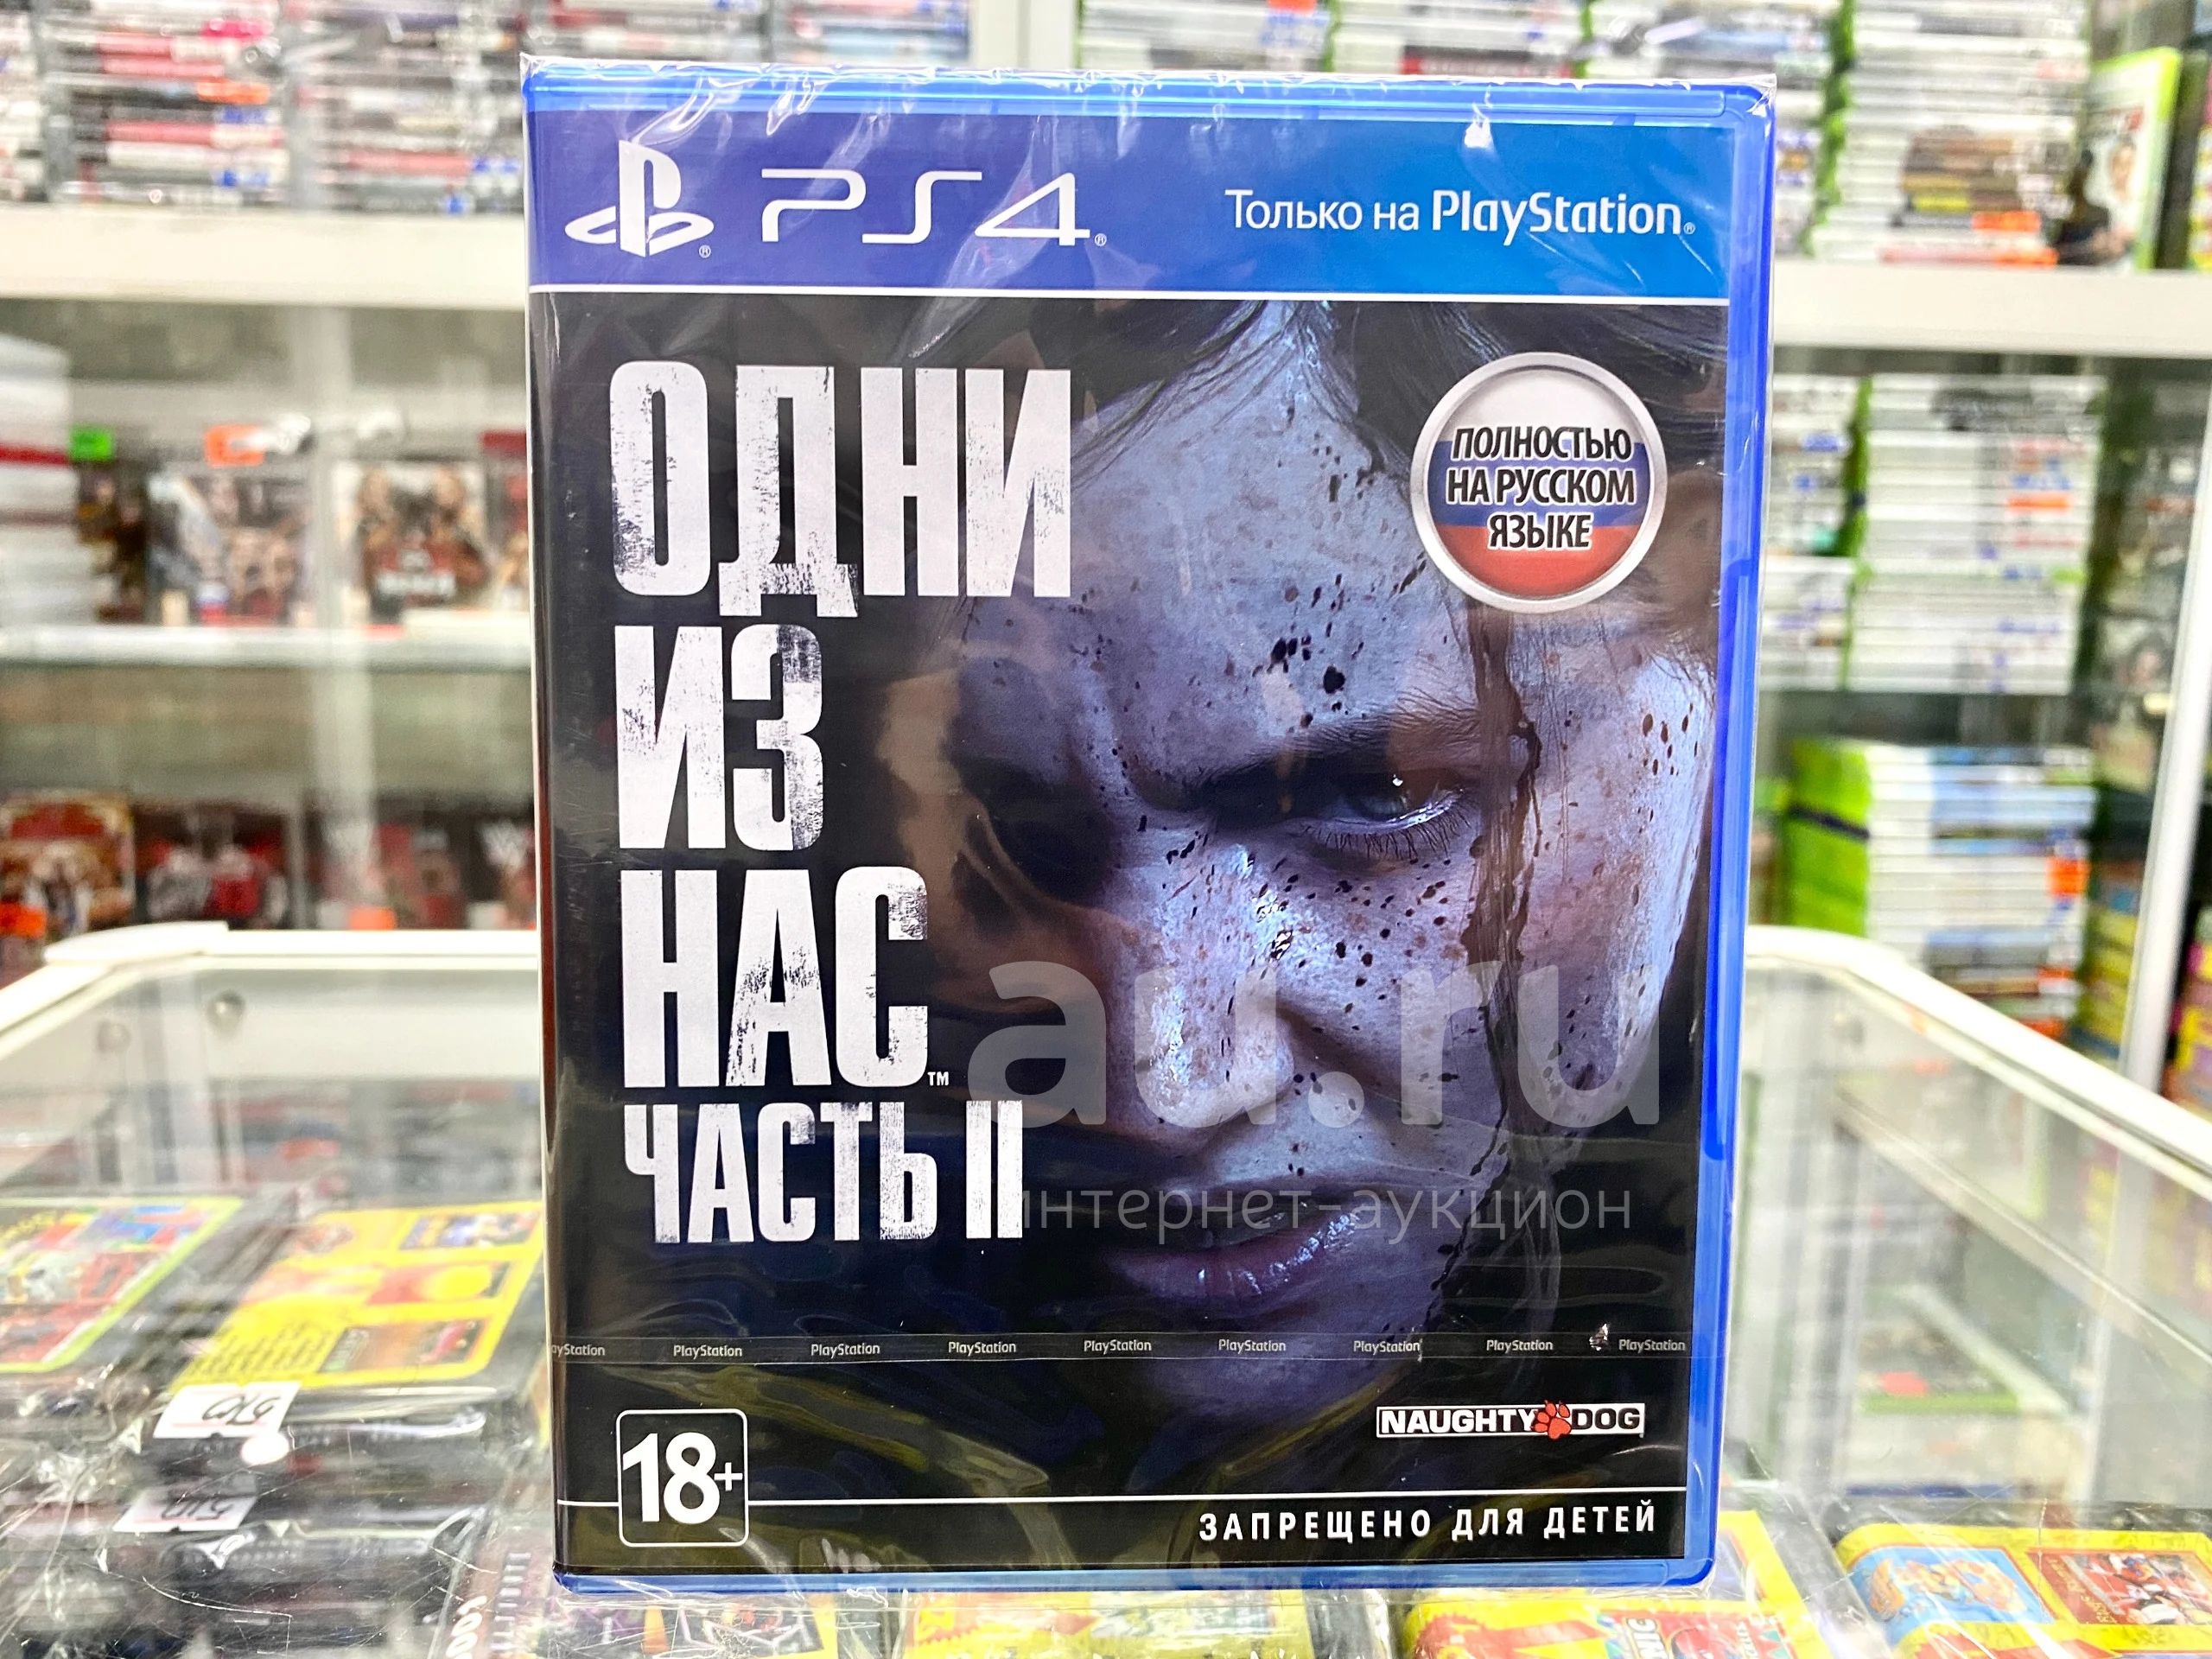 PS4
Только на PlayStation
ОДНИ
ИЗ
НАС™
ЧАСТЬ II
ПОЛНОСТЬЮ
НА РУССКОМ
ЯЗЫКЕ
au.ru
интернет-аукцион
PlayStation PlayStation PlayStation PlayStation PlayStation PlayStation PlayStation PlayStation
NAUGHTY DOG
18+
ЗАПРЕЩЕНО ДЛЯ ДЕТЕЙ